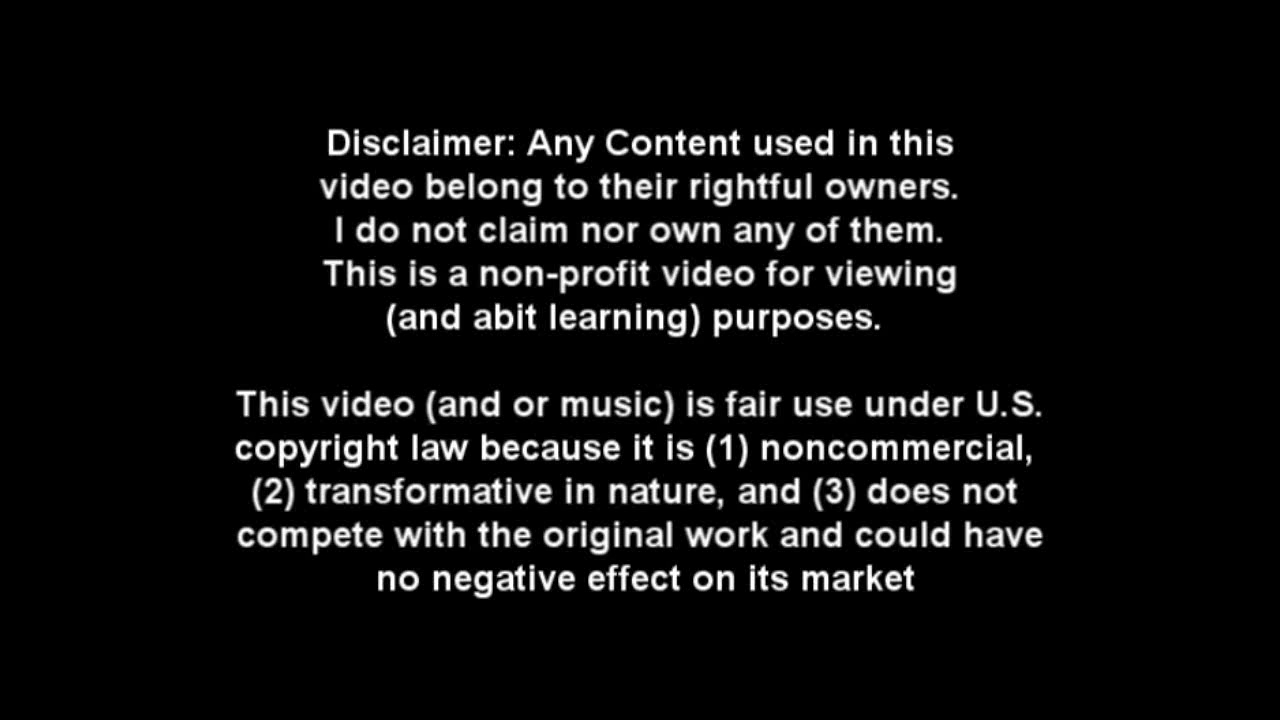 Disclaimer: Any Content used in this
video belong to their rightful owners.
I do not claim nor own any of them.
This is a non-profit video for viewing
(and abit learning) purposes.
This video (and or music) is fair use under U.S.
copyright law because it is (1) noncommercial,
(2) transformative in nature, and (3) does not
compete with the original work and could have
no negative effect on its market